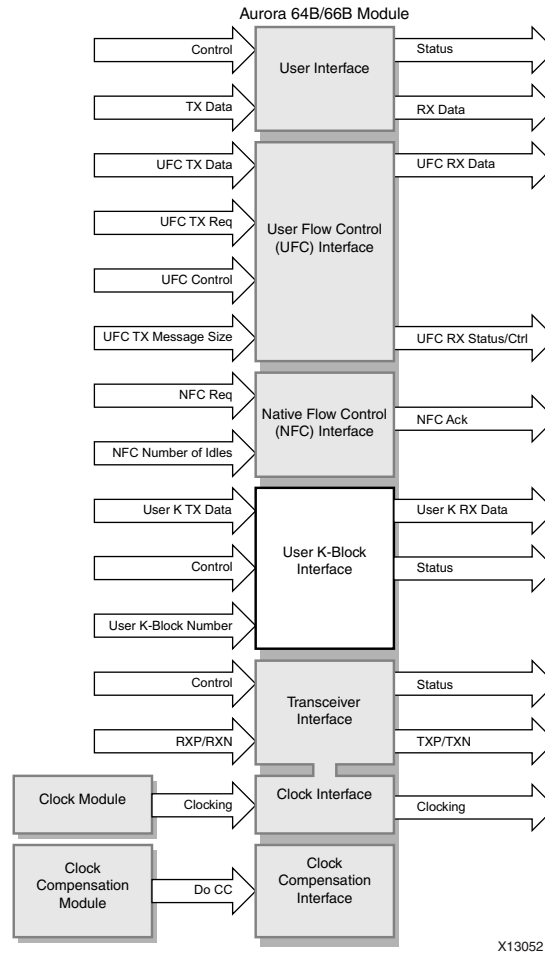 Aurora 64B/66B Module
Control
User Interface
Status
TX Data
RX Data
UFC TX Data
UFC RX Data
UFC TX Req
User Flow Control
(UFC) Interface
UFC Control
UFC TX Message Size
UFC RX Status/Ctrl
NFC Req
Native Flow Control
(NFC) Interface
NFC Ack
NFC Number of Idles
User K TX Data
User K RX Data
User K-Block
Interface
Control
Status
User K-Block Number
Control
Status
Transceiver
Interface
RXP/RXN
TXP/TXN
Clock Module
Clocking
Clock Interface
Clocking
Clock
Compensation
Module
Do CC
Clock
Compensation
Interface
X13052